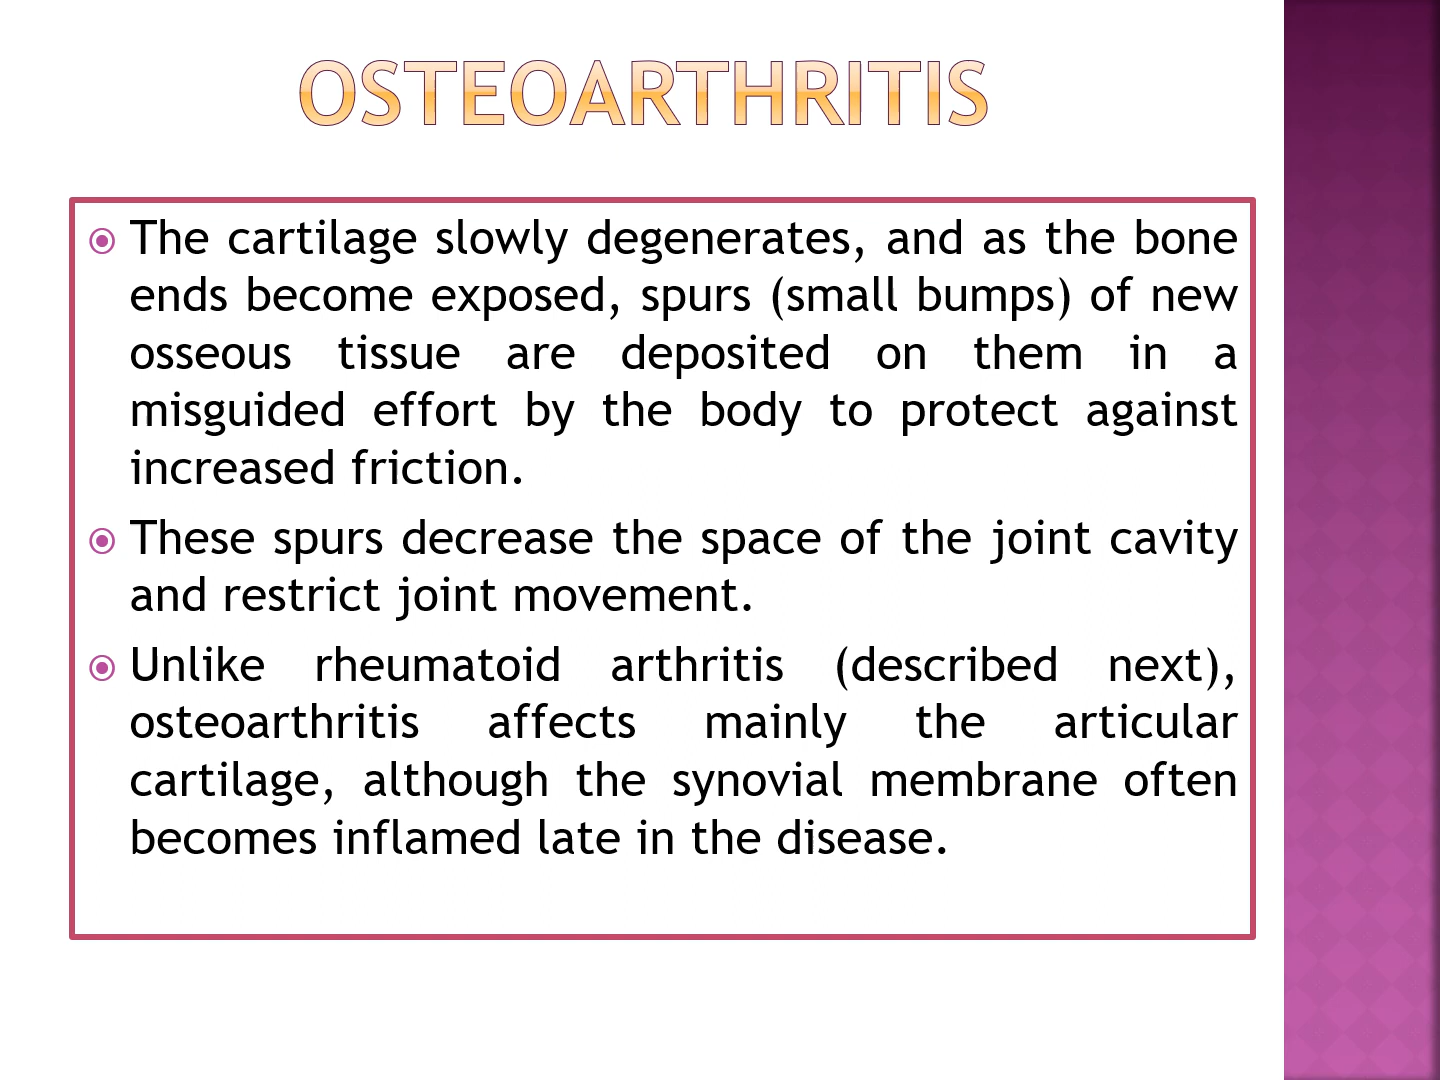 OSTEOARTHRITIS
The cartilage slowly degenerates, and as the bone
ends become exposed, spurs (small bumps) of new
osseous tissue are deposited on them in a
misguided effort by the body to protect against
increased friction.
These spurs decrease the space of the joint cavity
and restrict joint movement.
Unlike rheumatoid arthritis (described next),
osteoarthritis affects mainly the articular
cartilage, although the synovial membrane often
becomes inflamed late in the disease.